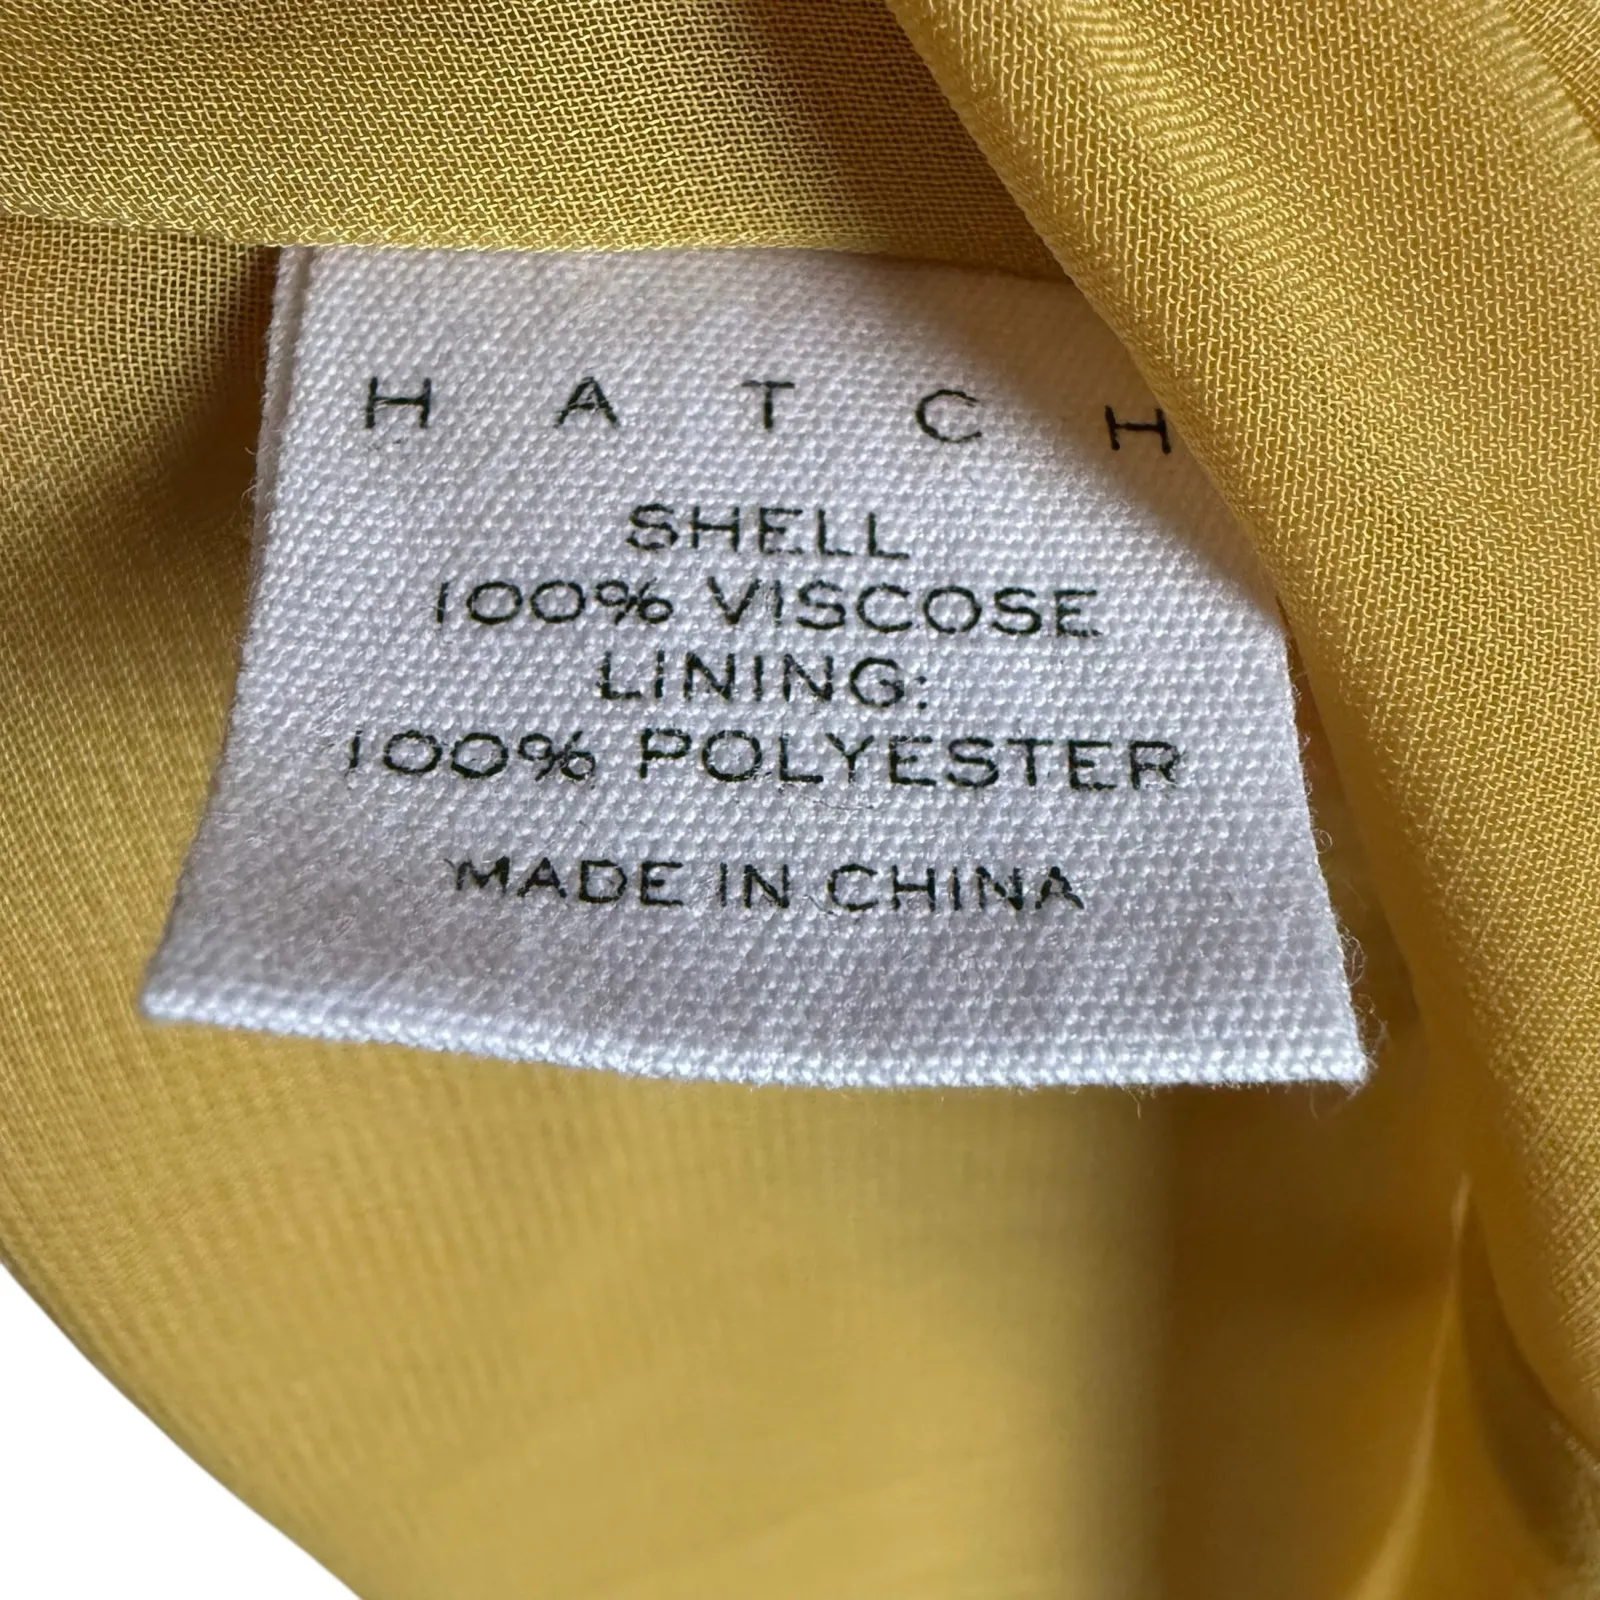 H A T C H
SHELL
100% VISCOSE
LINING:
100% POLYESTER
MADE IN CHINA